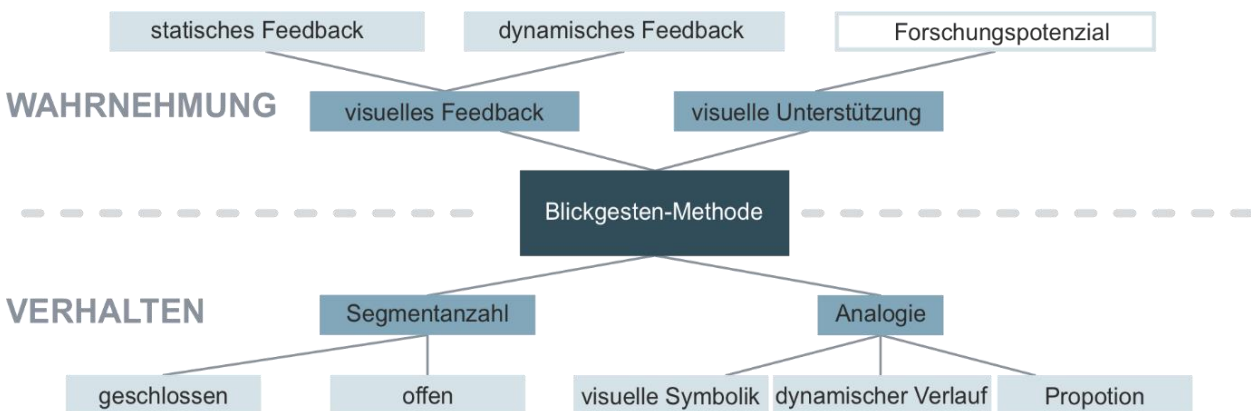 statisches Feedback
dynamisches Feedback
Forschungspotenzial
WAHRNEHMUNG
visuelles Feedback
visuelle Unterstützung
Blickgesten-Methode
VERHALTEN
Segmentanzahl
Analogie
geschlossen
offen
visuelle Symbolik
dynamischer Verlauf
Propotion